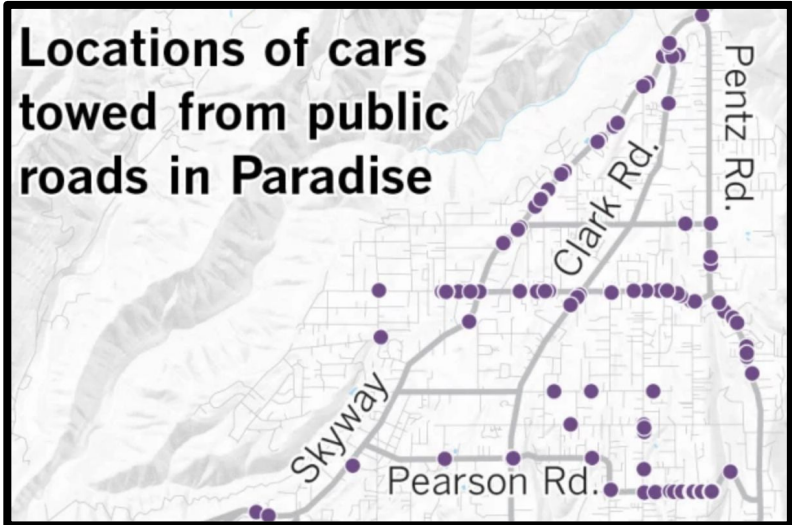 Locations of cars
towed from public
roads in Paradise
Pentz Rd.
Clark Rd.
Skyway
Pearson Rd.